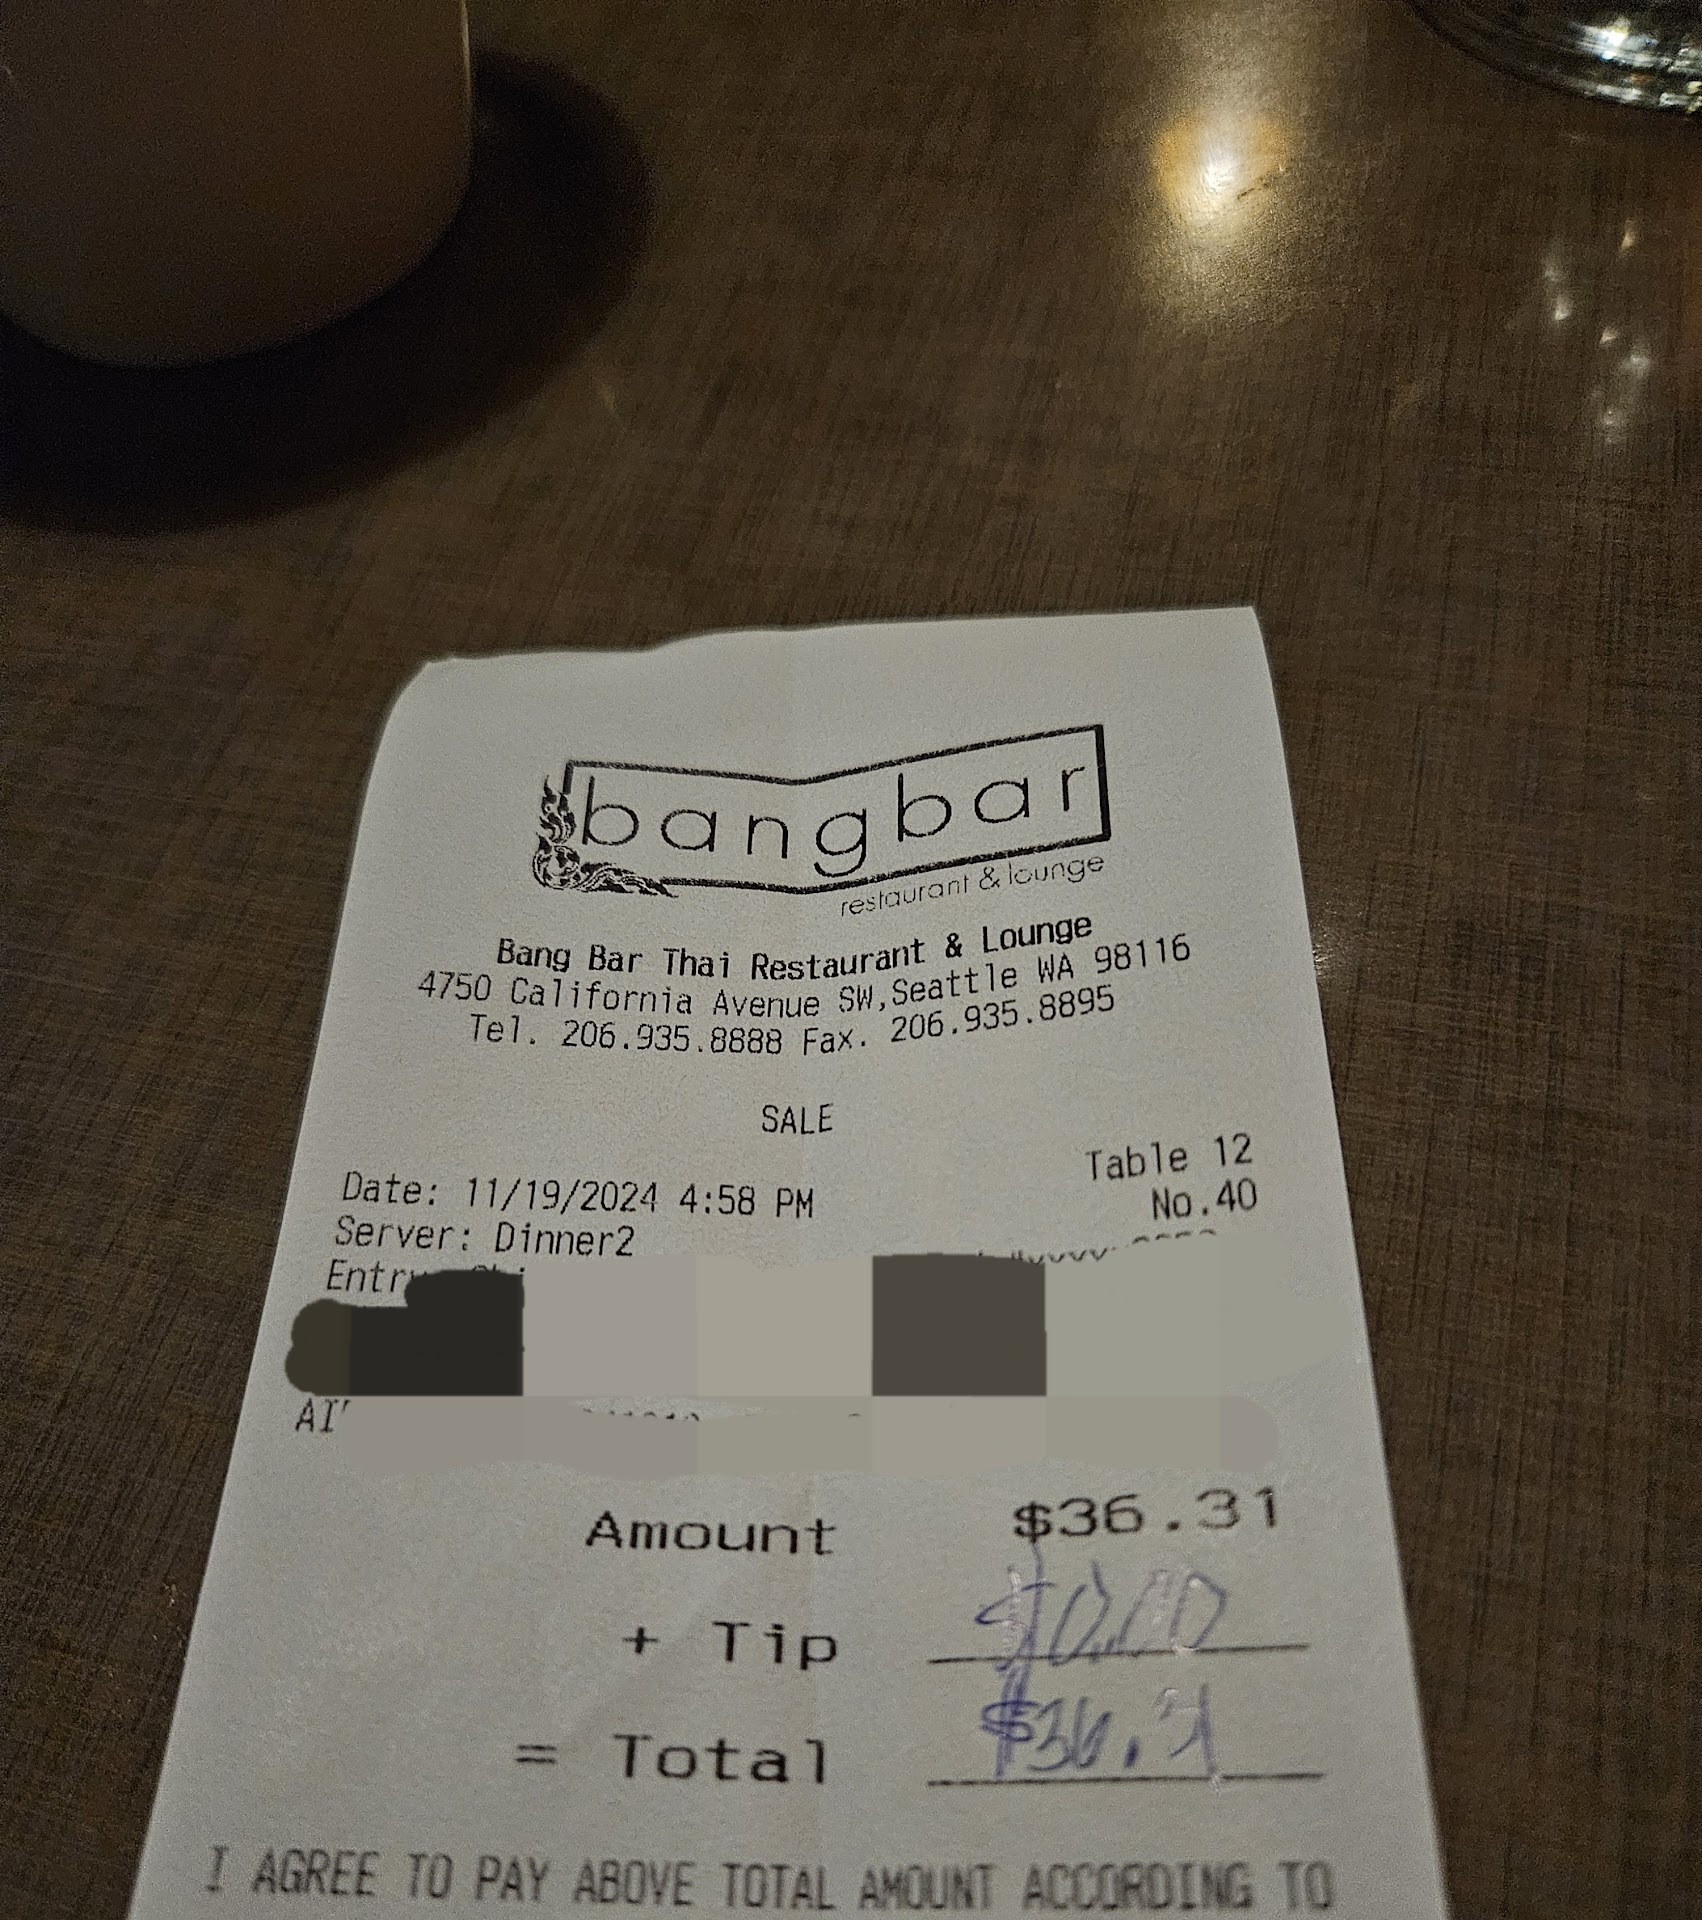 bangbar
restaurant & lounge
Bang Bar Thai Restaurant & Lounge
4750 California Avenue SW,Seattle WA 98116
Tel. 206.935.8888 Fax. 206.935.8895
SALE
Table 12
Date: 11/19/2024 4:58 PM
No.40
Server: Dinner2
Amount $36.31
+ Tip $0.00
= Total $36.31
I AGREE TO PAY ABOVE TOTAL AMOUNT ACCORDING TO